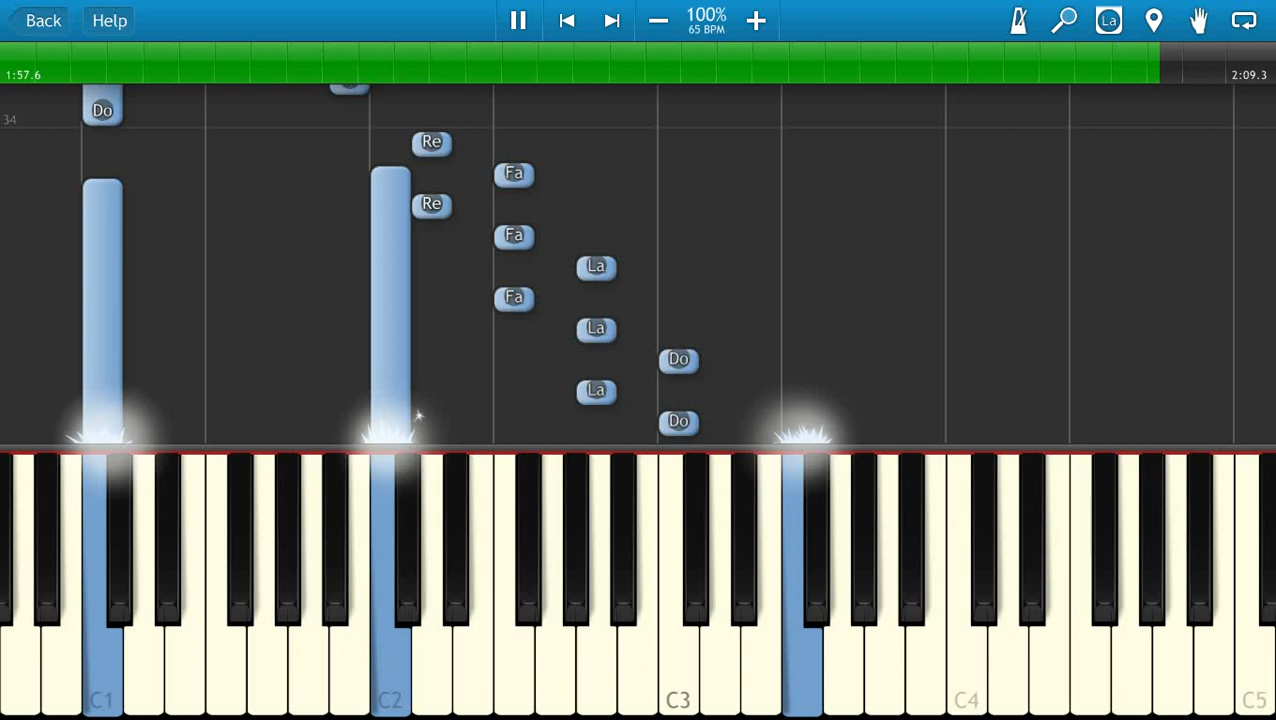 Back Help 100% La
65 BPM
1:57.6 2:09.3
Do
34
Re
Fa
Re
Fa
La
Fa
La
Do
La
Do
C1 C2 C3 C4 C5